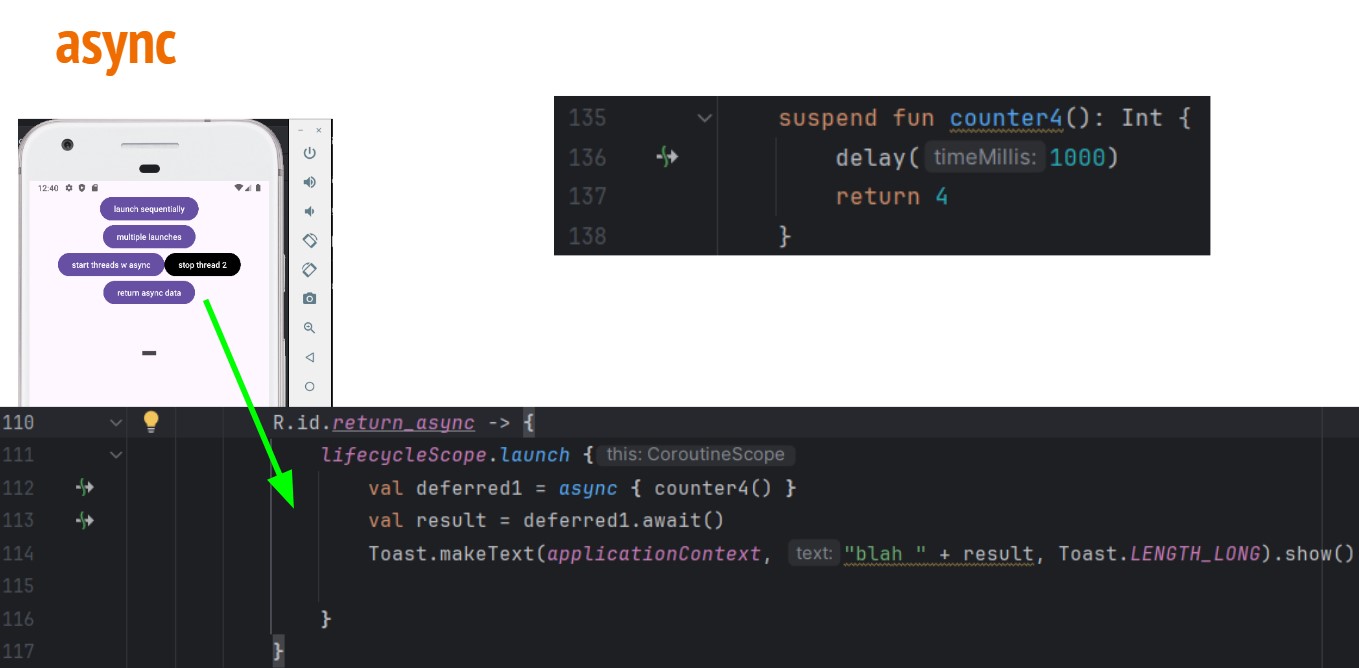 async
135 suspend fun counter4(): Int {
136 delay( timeMillis: 1000)
137 return 4
138 }
12:40
launch sequentially
multiple launches
start threads w async stop thread 2
return async data
110 R.id.return_async -> {
111 lifecycleScope.launch { this: CoroutineScope
112 val deferred1 = async { counter4() }
113 val result = deferred1.await()
114 Toast.makeText(applicationContext, text: "blah " + result, Toast.LENGTH_LONG).show()
115
116 }
117 }